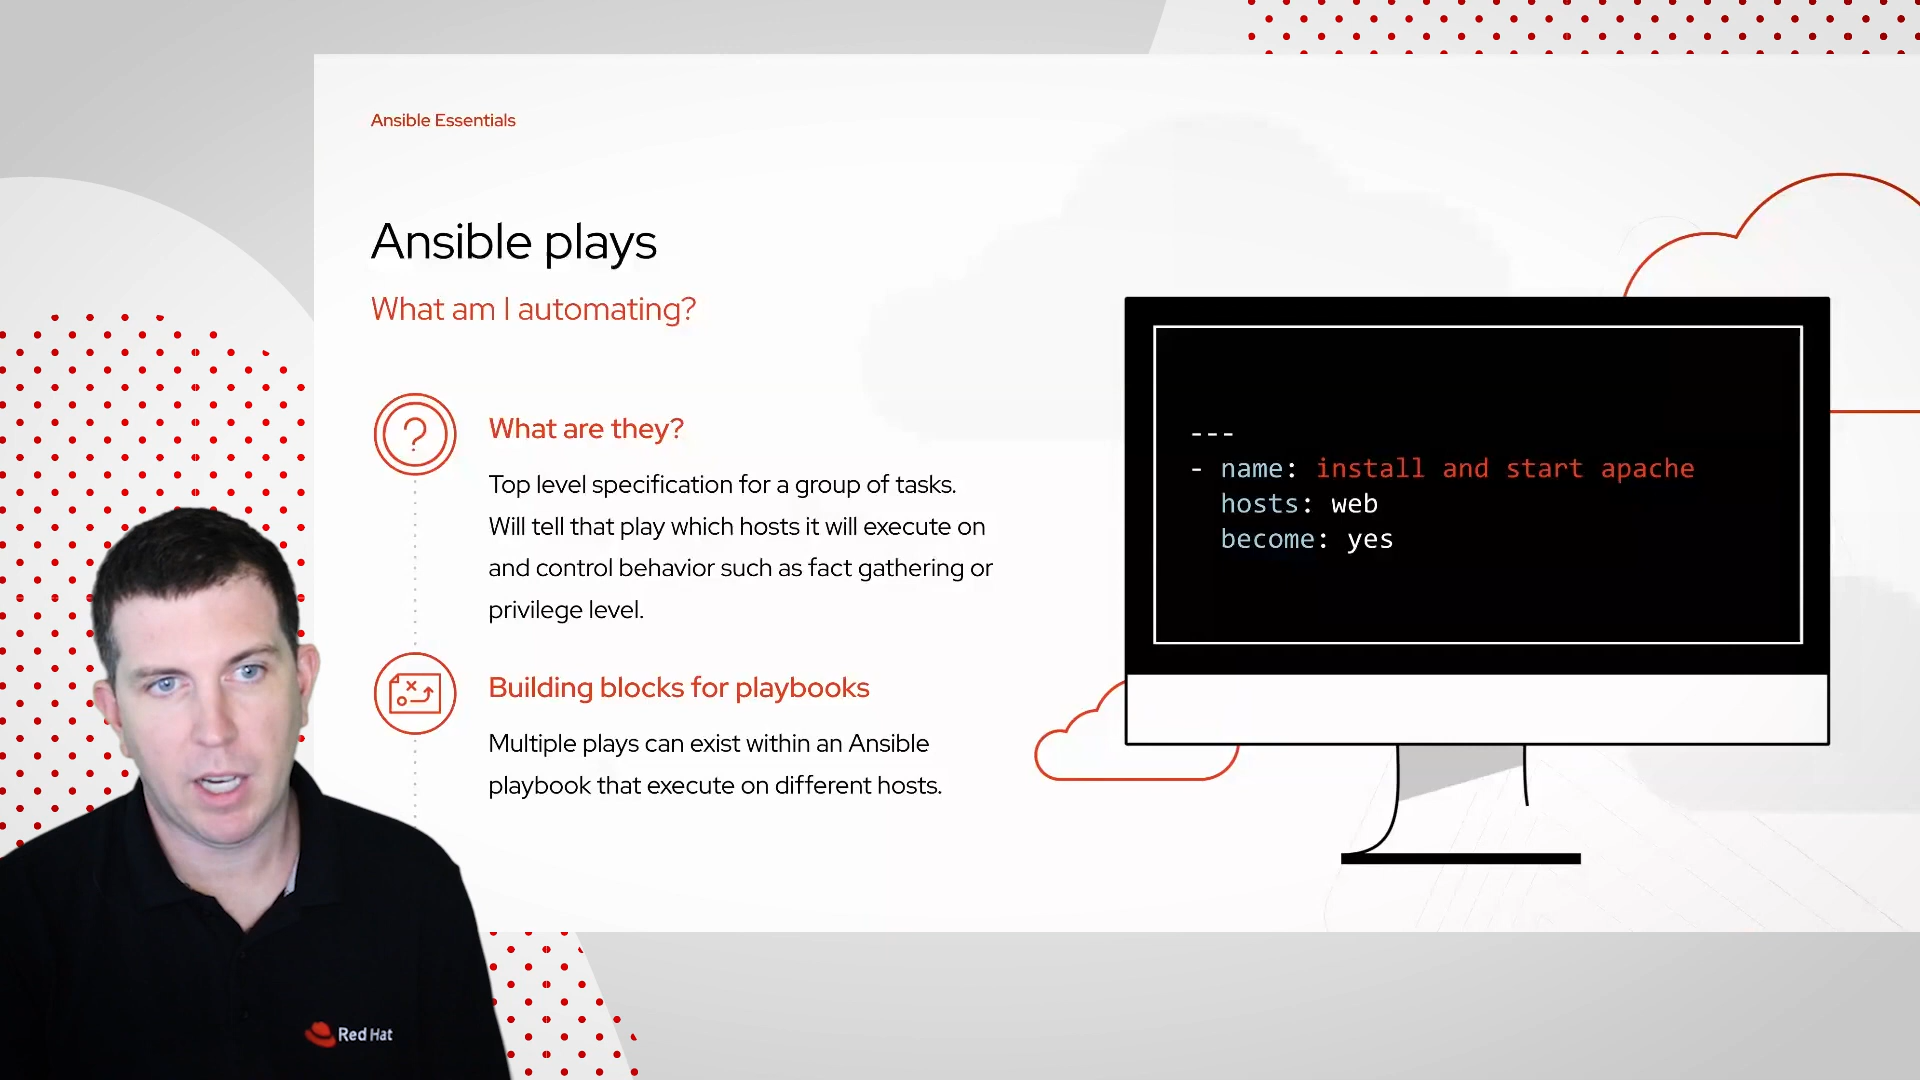 Ansible Essentials
Ansible plays
What am I automating?
What are they?
Top level specification for a group of tasks.
Will tell that play which hosts it will execute on
and control behavior such as fact gathering or
privilege level.
Building blocks for playbooks
Multiple plays can exist within an Ansible
playbook that execute on different hosts.
---
- name: install and start apache
hosts: web
become: yes
Red Hat